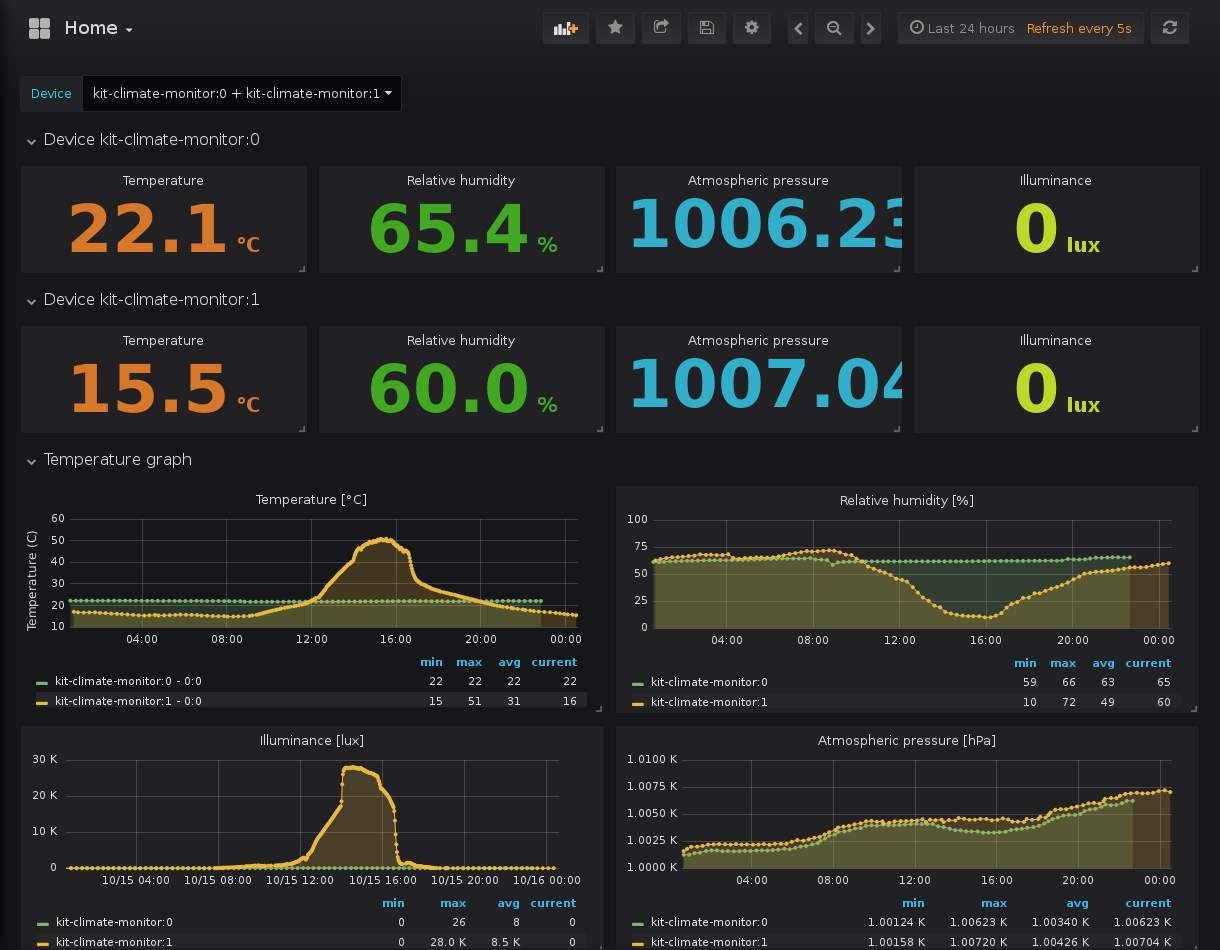 Home
Last 24 hours Refresh every 5s
Device kit-climate-monitor:0 + kit-climate-monitor:1
Device kit-climate-monitor:0
Temperature
22.1 °C
Relative humidity
65.4 %
Atmospheric pressure
1006.23
Illuminance
0 lux
Device kit-climate-monitor:1
Temperature
15.5 °C
Relative humidity
60.0 %
Atmospheric pressure
1007.04
Illuminance
0 lux
Temperature graph
Temperature [°C]
Temperature (C)
60
50
40
30
20
10
04:00 08:00 12:00 16:00 20:00 00:00
min max avg current
kit-climate-monitor:0 - 0:0 22 22 22 22
kit-climate-monitor:1 - 0:0 15 51 31 16
Relative humidity [%]
100
75
50
25
0
04:00 08:00 12:00 16:00 20:00 00:00
min max avg current
kit-climate-monitor:0 59 66 63 65
kit-climate-monitor:1 10 72 49 60
Illuminance [lux]
30 K
20 K
10 K
0
10/15 04:00 10/15 08:00 10/15 12:00 10/15 16:00 10/15 20:00 10/16 00:00
min max avg current
kit-climate-monitor:0 0 26 8 0
kit-climate-monitor:1 0 28.0 K 8.5 K 0
Atmospheric pressure [hPa]
1.0100 K
1.0075 K
1.0050 K
1.0025 K
1.0000 K
04:00 08:00 12:00 16:00 20:00 00:00
min max avg current
kit-climate-monitor:0 1.00124 K 1.00623 K 1.00340 K 1.00623 K
kit-climate-monitor:1 1.00158 K 1.00720 K 1.00426 K 1.00704 K